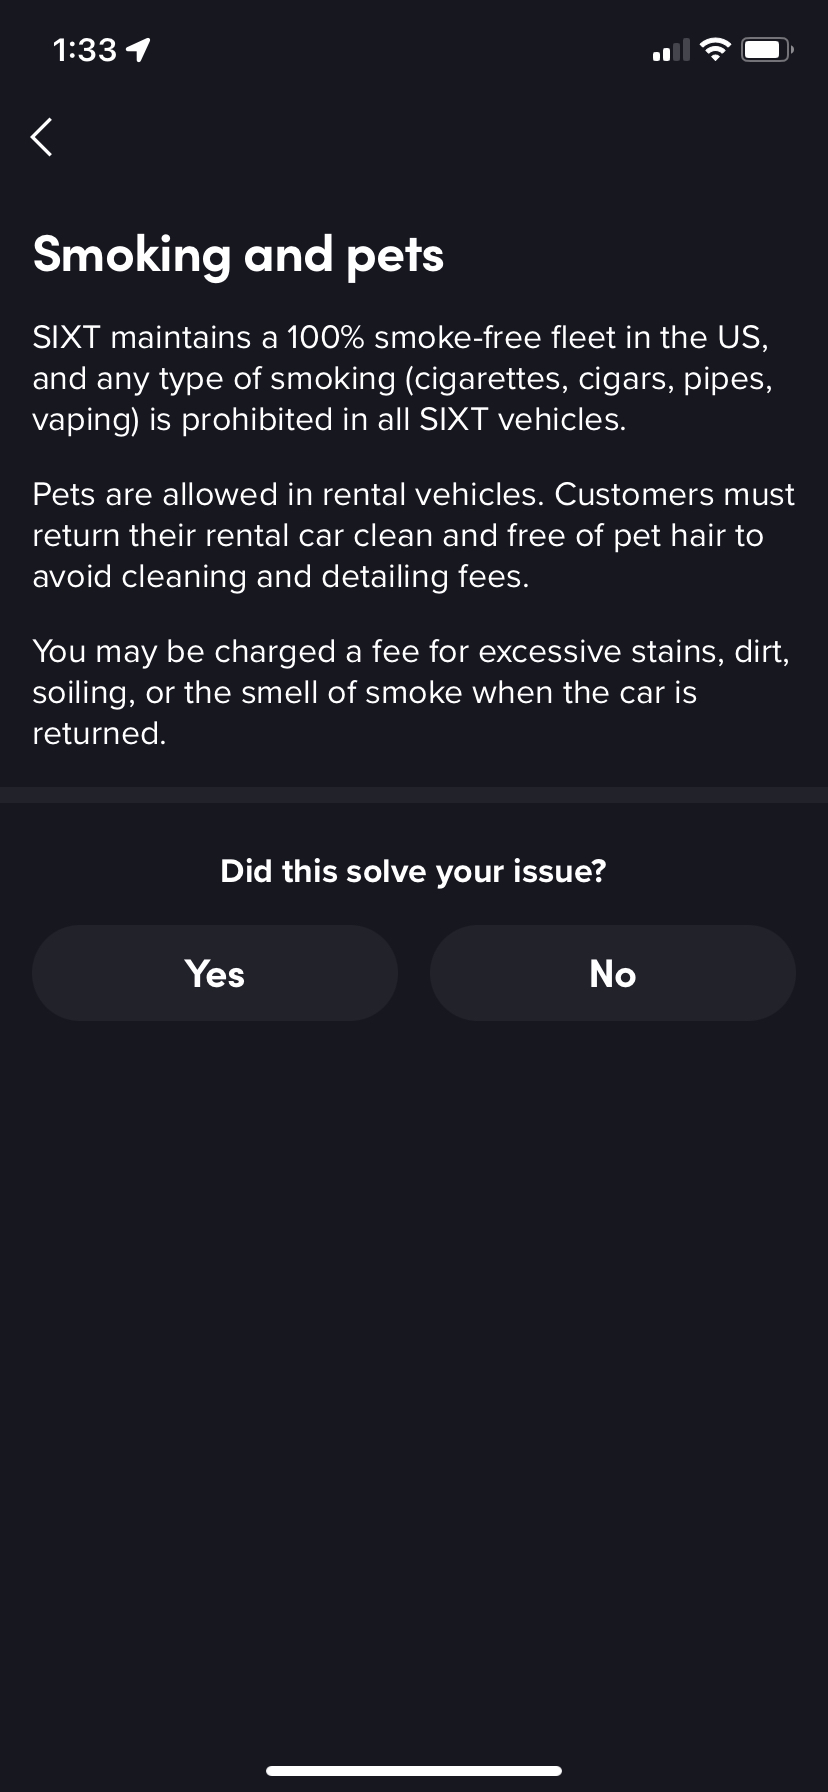 1:33
Smoking and pets
SIXT maintains a 100% smoke-free fleet in the US,
and any type of smoking (cigarettes, cigars, pipes,
vaping) is prohibited in all SIXT vehicles.
Pets are allowed in rental vehicles. Customers must
return their rental car clean and free of pet hair to
avoid cleaning and detailing fees.
You may be charged a fee for excessive stains, dirt,
soiling, or the smell of smoke when the car is
returned.
Did this solve your issue?
Yes
No